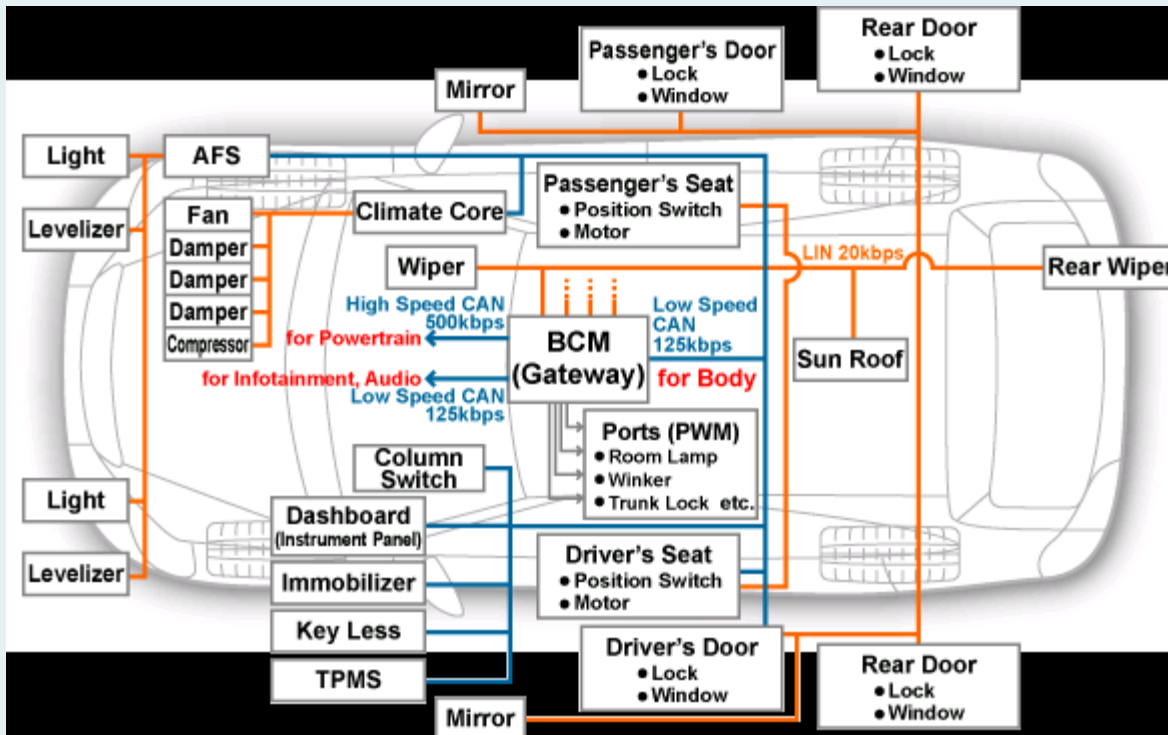 Rear Door
● Lock
● Window
Passenger's Door
● Lock
● Window
Mirror
Light
AFS
Passenger's Seat
● Position Switch
● Motor
Levelizer
Fan
Damper
Damper
Damper
Compressor
Climate Core
Wiper
LIN 20kbps
Rear Wiper
High Speed CAN
500kbps
for Powertrain
Low Speed
CAN
125kbps
BCM
(Gateway)
for Body
Sun Roof
for Infotainment, Audio
Low Speed CAN
125kbps
Ports (PWM)
● Room Lamp
● Winker
● Trunk Lock etc.
Column
Switch
Light
Dashboard
(Instrument Panel)
Levelizer
Immobilizer
Driver's Seat
● Position Switch
● Motor
Key Less
TPMS
Driver's Door
● Lock
● Window
Rear Door
● Lock
● Window
Mirror